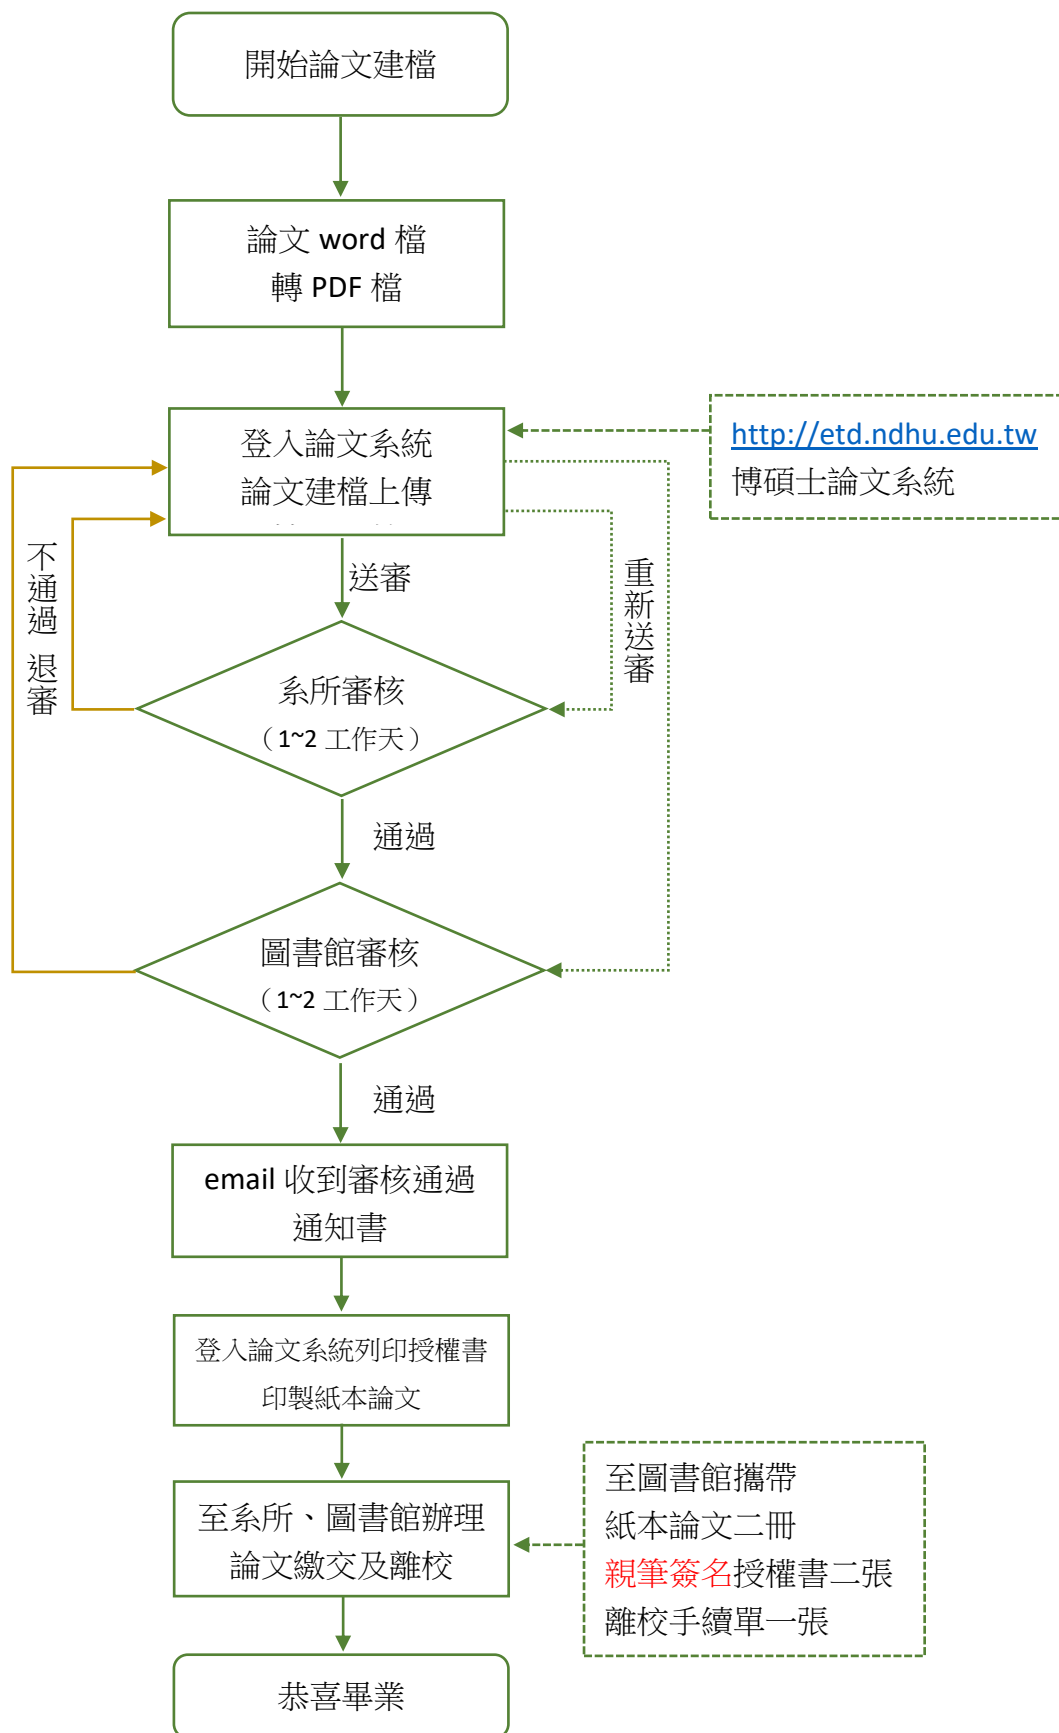 開始論文建檔
論文 word 檔
轉 PDF 檔
登入論文系統
論文建檔上傳
http://etd.ndhu.edu.tw
博碩士論文系統
不通過 退審
送審
重新送審
系所審核
（1~2 工作天）
通過
圖書館審核
（1~2 工作天）
通過
email 收到審核通過
通知書
登入論文系統列印授權書
印製紙本論文
至系所、圖書館辦理
論文繳交及離校
至圖書館攜帶
紙本論文二冊
親筆簽名授權書二張
離校手續單一張
恭喜畢業